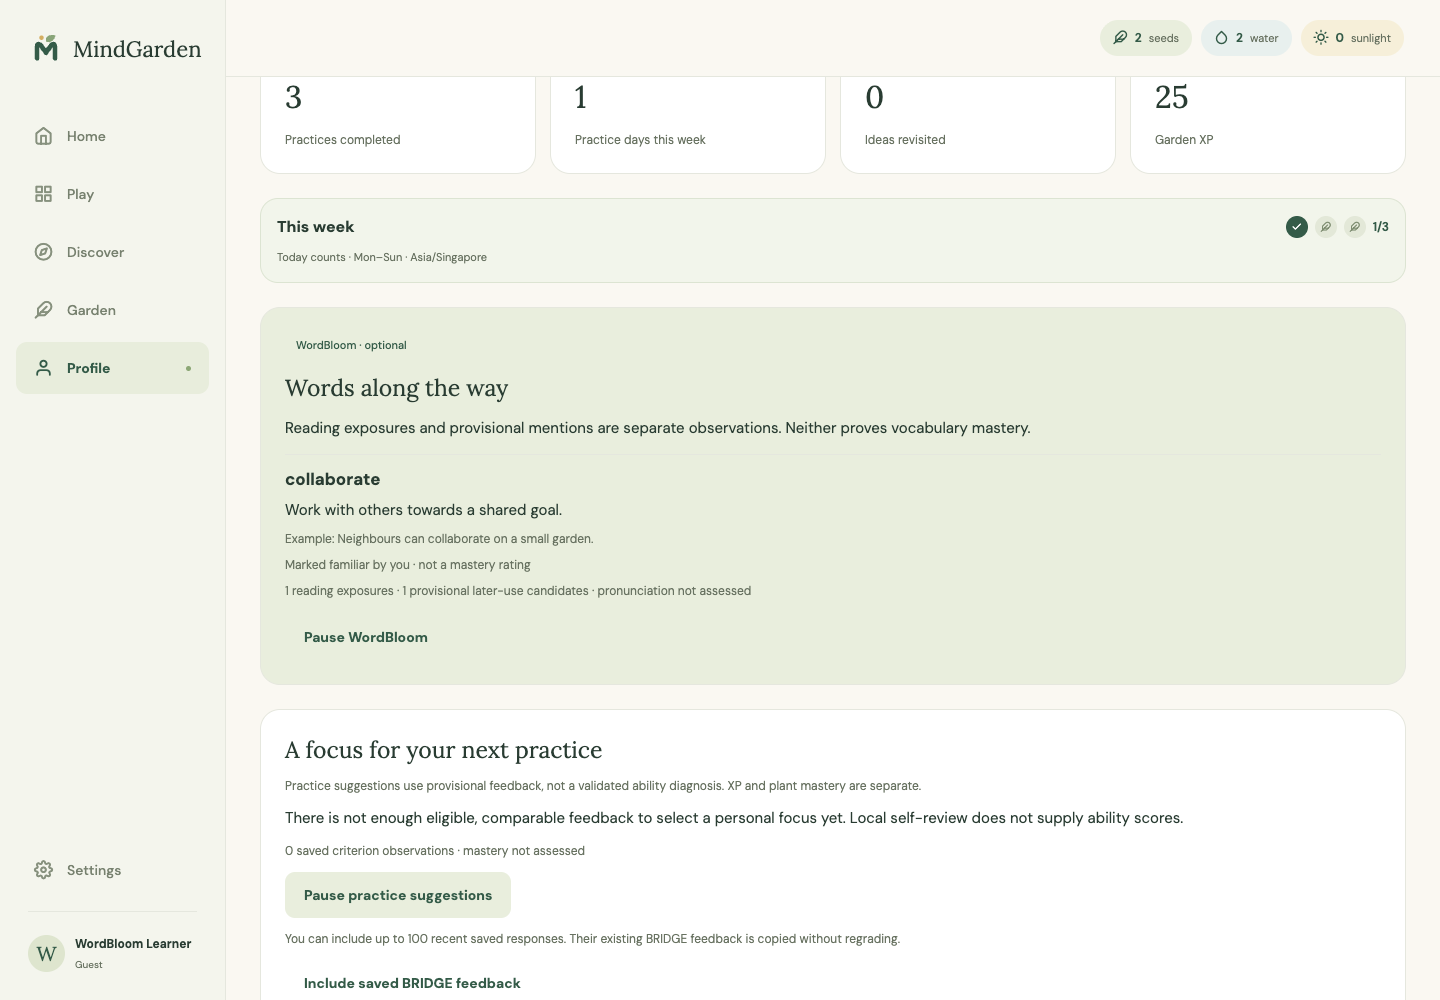 MindGarden
2 seeds
2 water
0 sunlight
Home
Play
Discover
Garden
Profile
Settings
W
WordBloom Learner
Guest
3
Practices completed
1
Practice days this week
0
Ideas revisited
25
Garden XP
This week
1/3
Today counts · Mon–Sun · Asia/Singapore
WordBloom · optional
Words along the way
Reading exposures and provisional mentions are separate observations. Neither proves vocabulary mastery.
collaborate
Work with others towards a shared goal.
Example: Neighbours can collaborate on a small garden.
Marked familiar by you · not a mastery rating
1 reading exposures · 1 provisional later-use candidates · pronunciation not assessed
Pause WordBloom
A focus for your next practice
Practice suggestions use provisional feedback, not a validated ability diagnosis. XP and plant mastery are separate.
There is not enough eligible, comparable feedback to select a personal focus yet. Local self-review does not supply ability scores.
0 saved criterion observations · mastery not assessed
Pause practice suggestions
You can include up to 100 recent saved responses. Their existing BRIDGE feedback is copied without regrading.
Include saved BRIDGE feedback